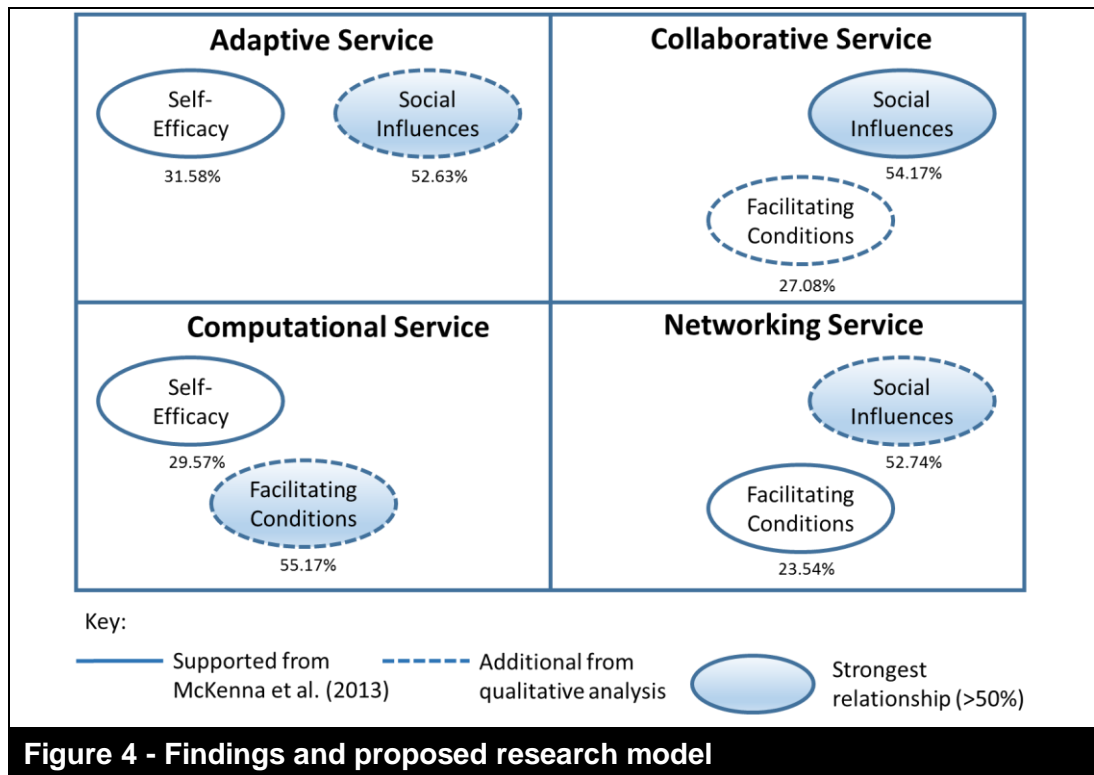 Adaptive Service
Self-
Efficacy
31.58%
Social
Influences
52.63%
Collaborative Service
Social
Influences
54.17%
Facilitating
Conditions
27.08%
Computational Service
Self-
Efficacy
29.57%
Facilitating
Conditions
55.17%
Networking Service
Social
Influences
52.74%
Facilitating
Conditions
23.54%
Key:
Supported from
McKenna et al. (2013)
Additional from
qualitative analysis
Strongest
relationship (>50%)
Figure 4 - Findings and proposed research model